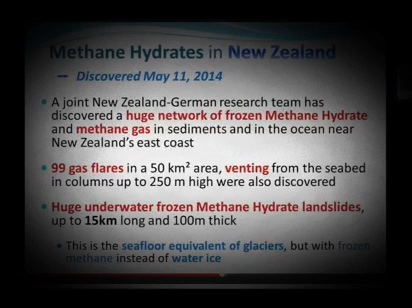 Methane Hydrates in New Zealand
– Discovered May 11, 2014
• A joint New Zealand-German research team has
discovered a huge network of frozen Methane Hydrate
and methane gas in sediments and in the ocean near
New Zealand's east coast
• 99 gas flares in a 50 km² area, venting from the seabed
in columns up to 250 m high were also discovered
• Huge underwater frozen Methane Hydrate landslides,
up to 15km long and 100m thick
• This is the seafloor equivalent of glaciers, but with frozen
methane instead of water ice